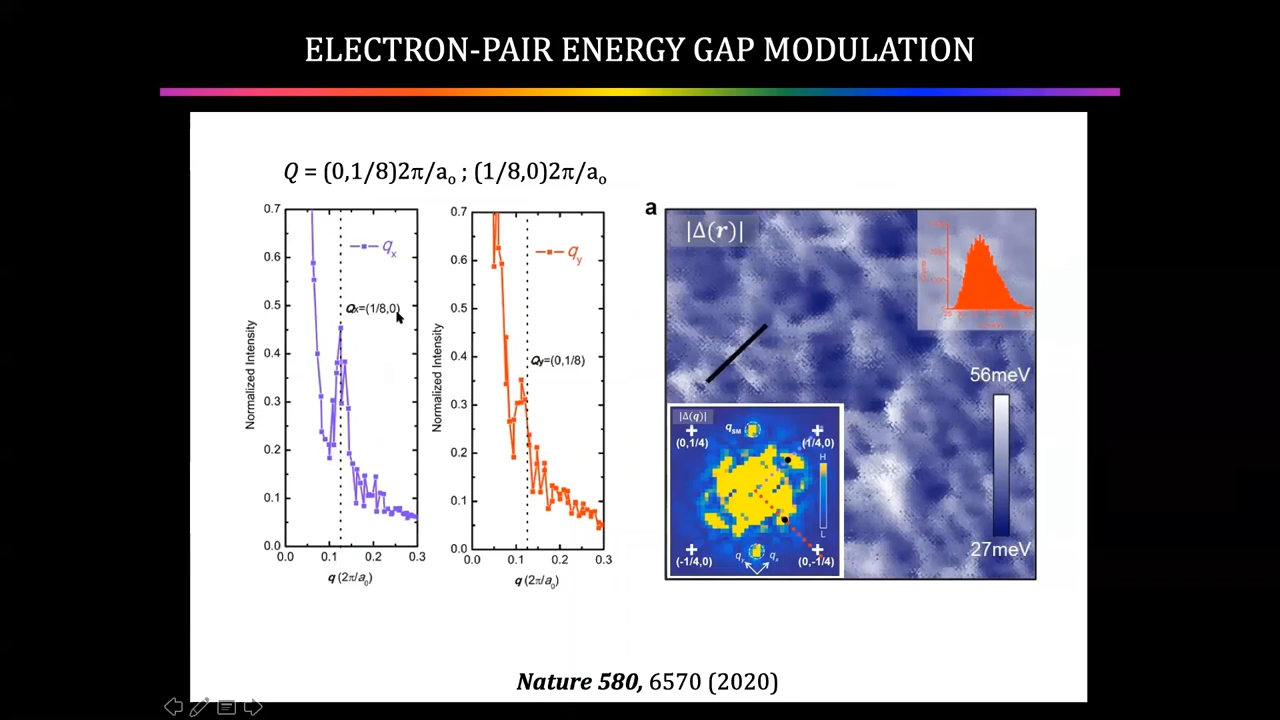 ELECTRON-PAIR ENERGY GAP MODULATION
Q = (0,1/8)2π/a₀ ; (1/8,0)2π/a₀
0.7
0.6
0.5
0.4
0.3
0.2
0.1
0.0
Normalized Intensity
qₓ
Qx=(1/8,0)
0.0 0.1 0.2 0.3
q (2π/a₀)
0.7
0.6
0.5
0.4
0.3
0.2
0.1
0.0
Normalized Intensity
q_y
Qy=(0,1/8)
0.0 0.1 0.2 0.3
q (2π/a₀)
a
|Δ(r)|
56meV
27meV
|Δ(q)|
q_SM
(0,1/4)
(1/4,0)
H
L
(-1/4,0)
(0,-1/4)
qₓ
Nature 580, 6570 (2020)